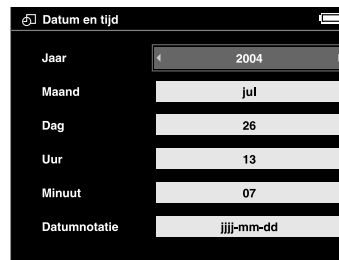 Datum en tijd
Jaar 2004
Maand jul
Dag 26
Uur 13
Minuut 07
Datumnotatie jjjj-mm-dd